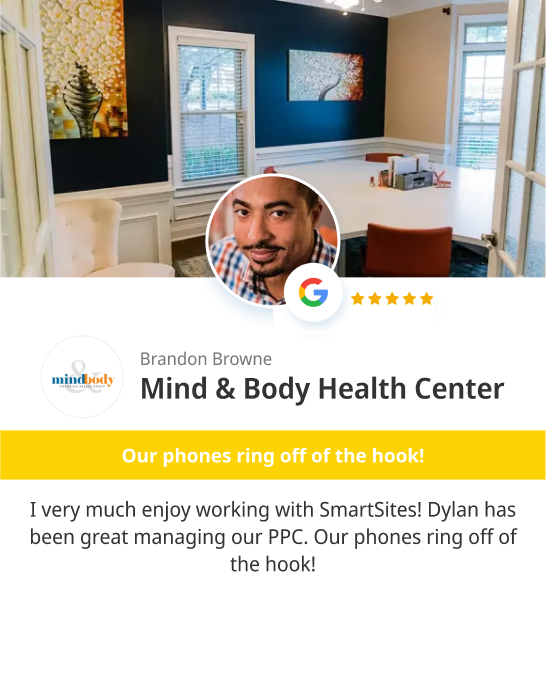 G
Brandon Browne
mindbody
Mind & Body Health Center
Our phones ring off of the hook!
I very much enjoy working with SmartSites! Dylan has
been great managing our PPC. Our phones ring off of
the hook!